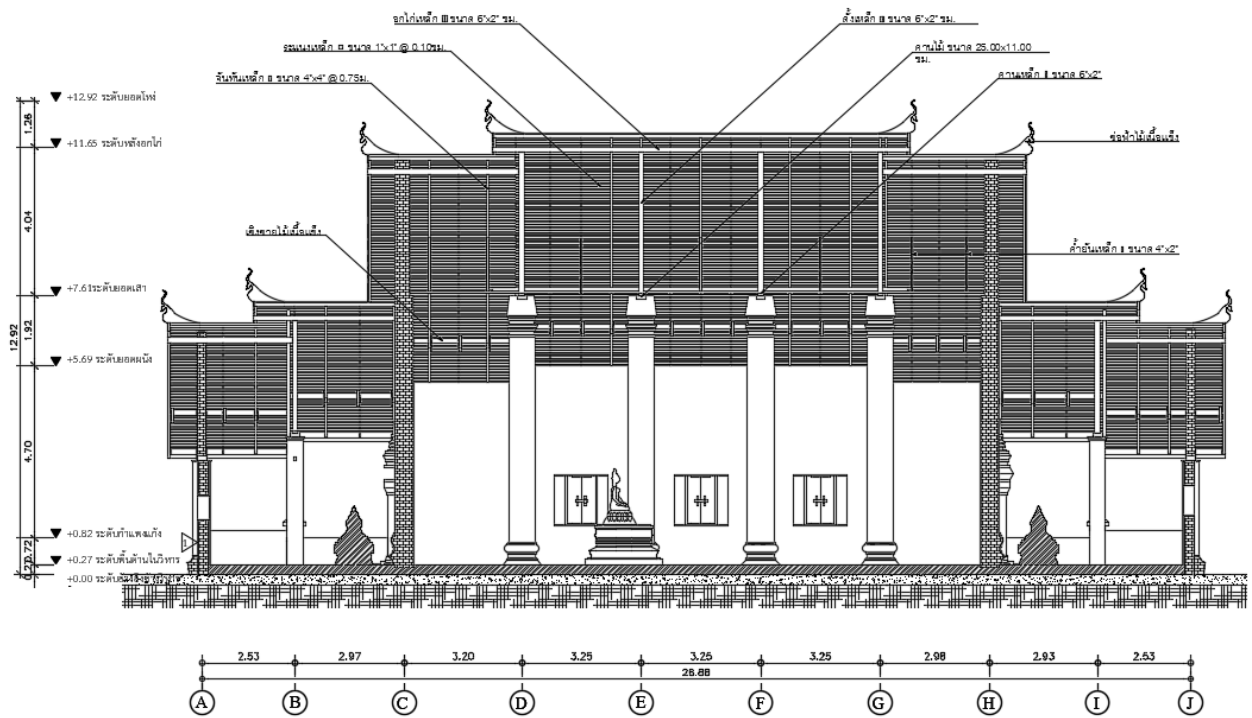 อกไก่เหล็ก ขนาด 6"x2" ซม.
ตั้งเหล็ก ขนาด 6"x2" ซม.
ระแนงเหล็ก ขนาด 1"x1" @ 0.10ซม.
คานไม้ ขนาด 25.00x11.00
ซม.
จันทันเหล็ก ขนาด 4"x4" @ 0.75ม.
คานเหล็ก I ขนาด 6"x2"
+12.92 ระดับยอดโหง่
1.26
ช่อฟ้าไม้เนื้อแข็ง
+11.65 ระดับหลังอกไก่
4.04
เชิงชายไม้เนื้อแข็ง
ค้ำยันเหล็ก ขนาด 4"x2"
+7.61ระดับยอดเสา
12.92
1.92
+5.69 ระดับยอดผนัง
4.70
+0.82 ระดับกำแพงแก้ว
0.72
1
+0.27 ระดับพื้นด้านในวิหาร
0.27
+0.00
2.53 2.97 3.20 3.25 3.25 3.25 2.98 2.93 2.53
26.88
A B C D E F G H I J